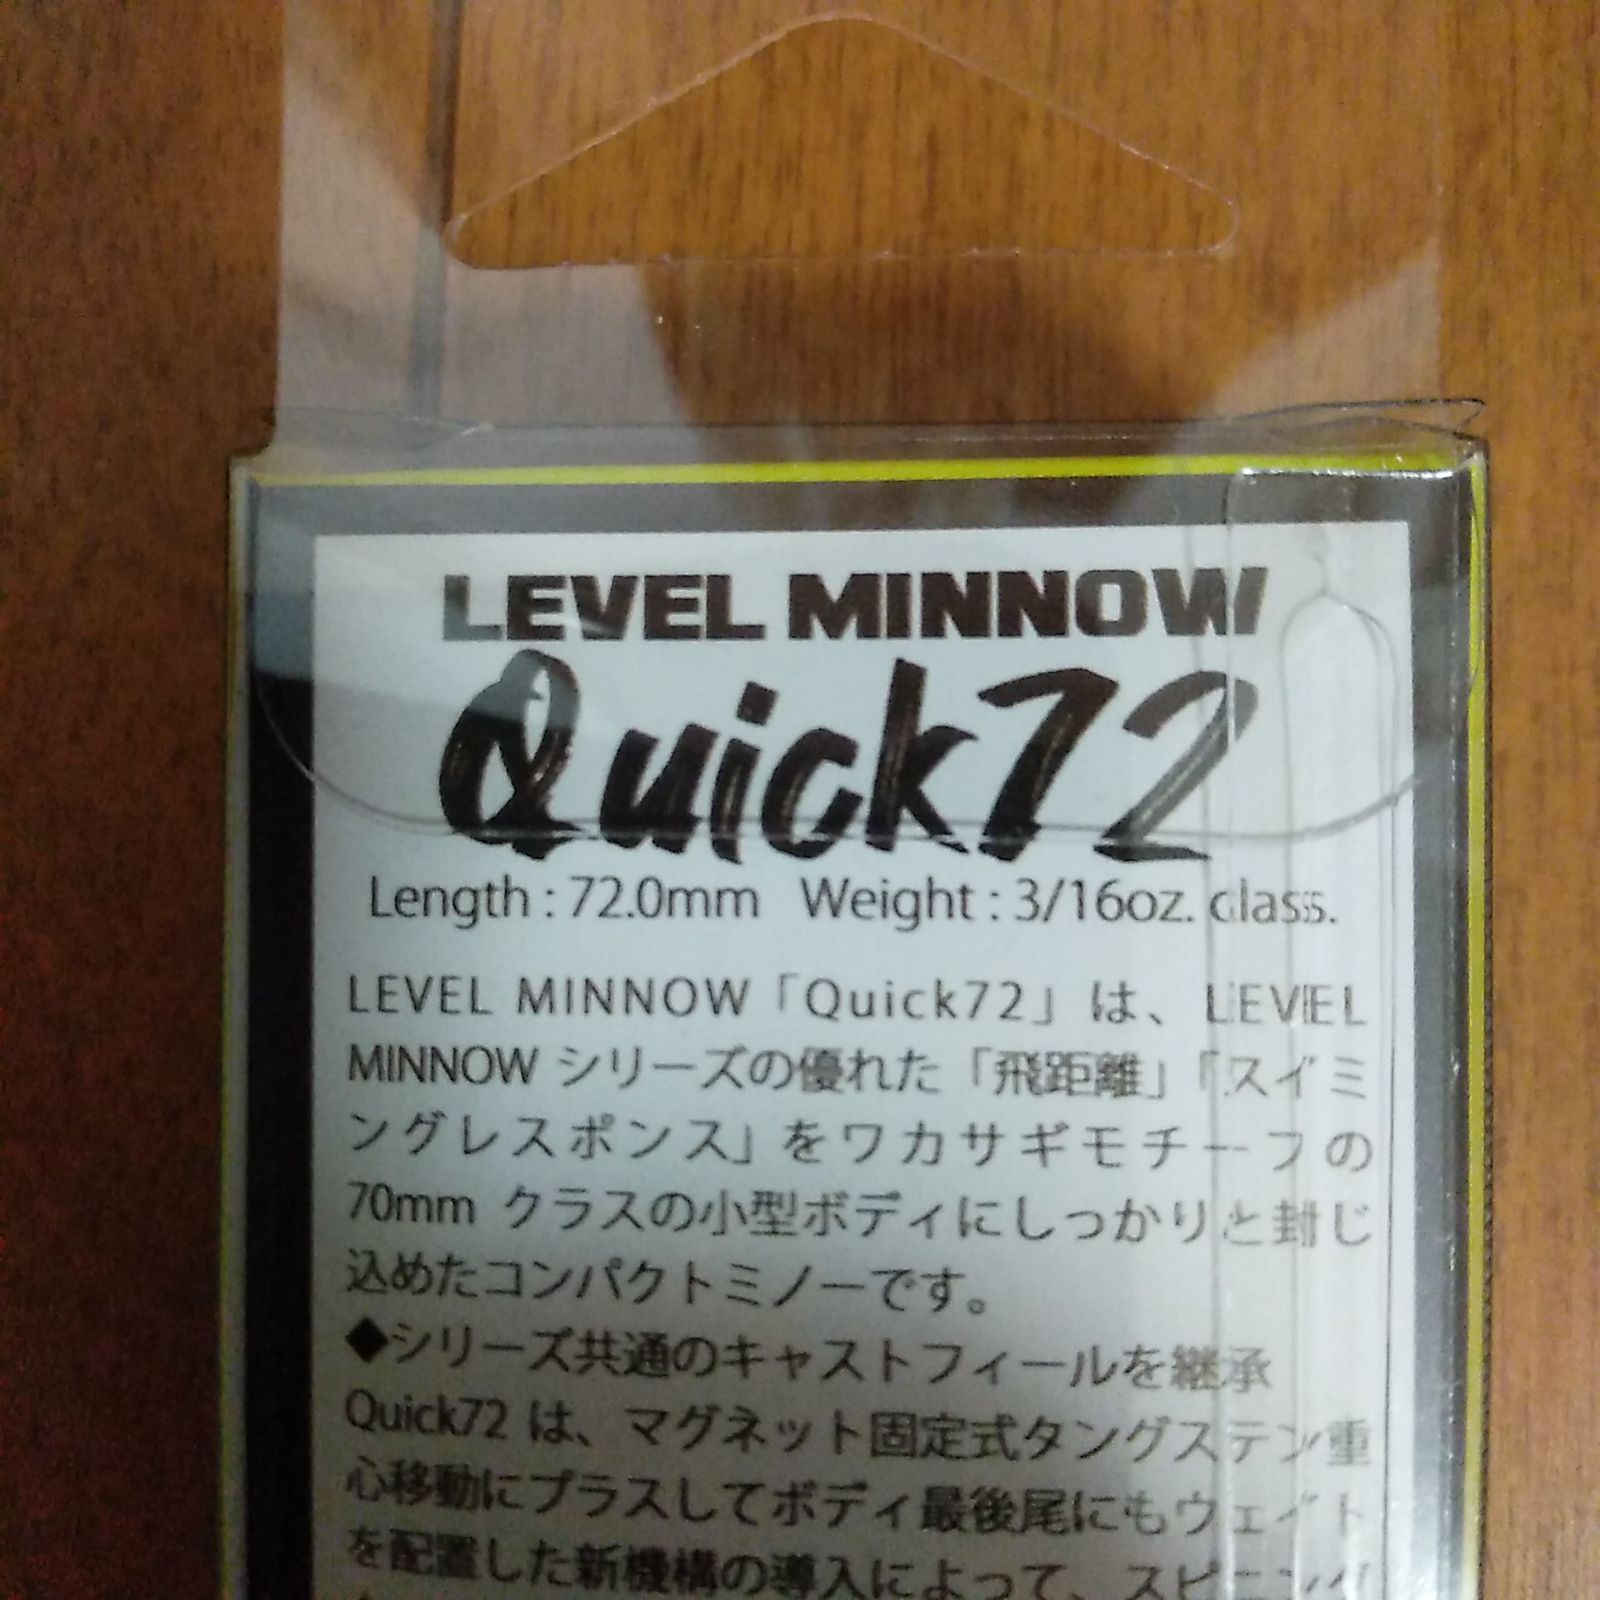 LEVEL MINNOW
Quick72
Length : 72.0mm Weight : 3/16oz. class.
LEVEL MINNOW「Quick72」は、LEVEL
MINNOW シリーズの優れた「飛距離」「スイミ
ングレスポンス」をワカサギモチーフの
70mm クラスの小型ボディにしっかりと封じ
込めたコンパクトミノーです。
◆シリーズ共通のキャストフィールを継承
Quick72 は、マグネット固定式タングステン重
心移動にプラスしてボディ最後尾にもウェイト
を配置した新機構の導入によって、スピニング